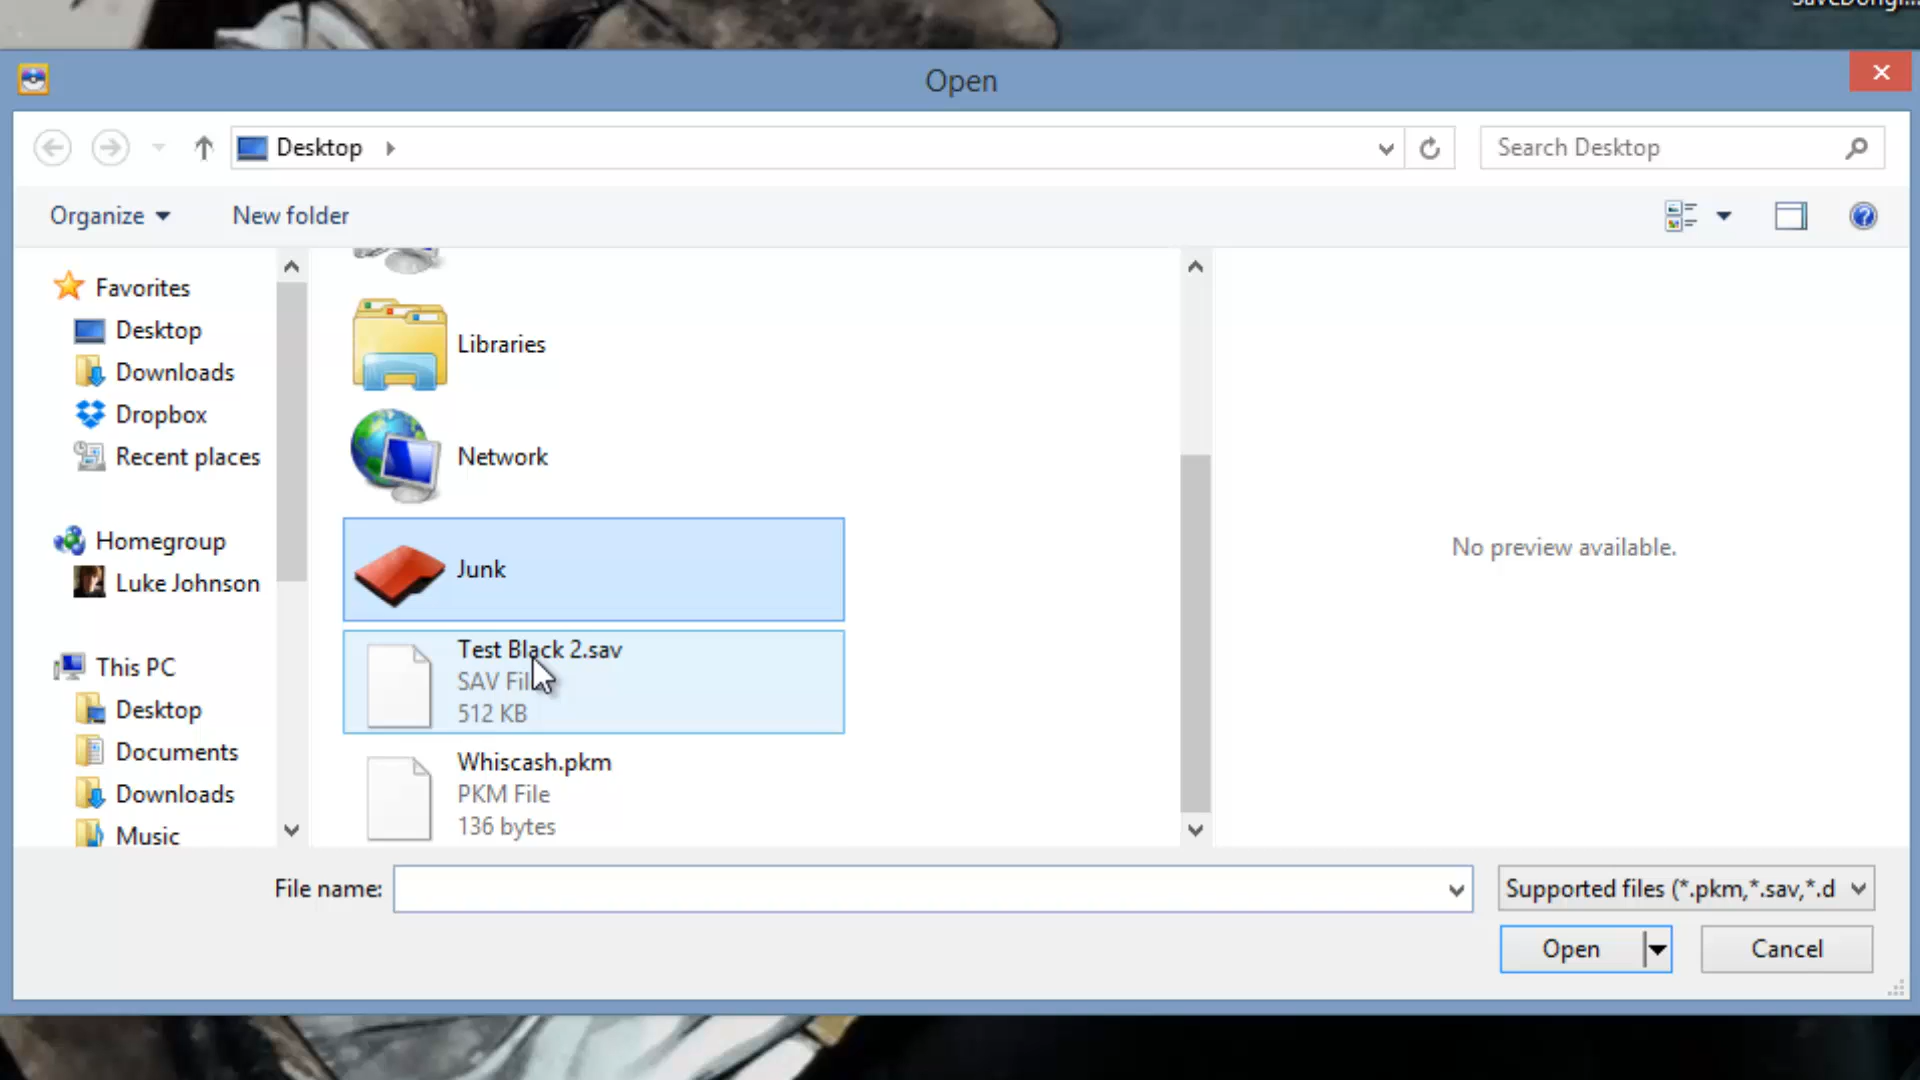 Open
Desktop
Search Desktop
Organize
New folder
Favorites
Desktop
Downloads
Dropbox
Recent places
Homegroup
Luke Johnson
This PC
Desktop
Documents
Downloads
Music
Libraries
Network
Junk
Test Black 2.sav
SAV File
512 KB
Whiscash.pkm
PKM File
136 bytes
No preview available.
File name:
Supported files (*.pkm,*.sav,*.d
Open
Cancel